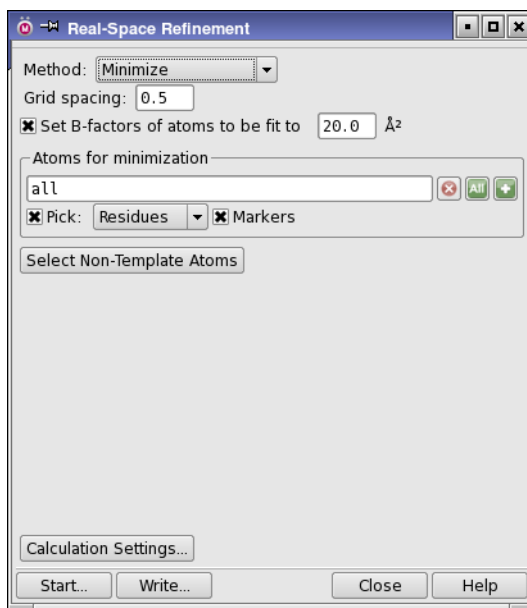 Real-Space Refinement
Method: Minimize
Grid spacing: 0.5
Set B-factors of atoms to be fit to 20.0 Å²
Atoms for minimization
all All
Pick: Residues Markers
Select Non-Template Atoms
Calculation Settings...
Start... Write... Close Help